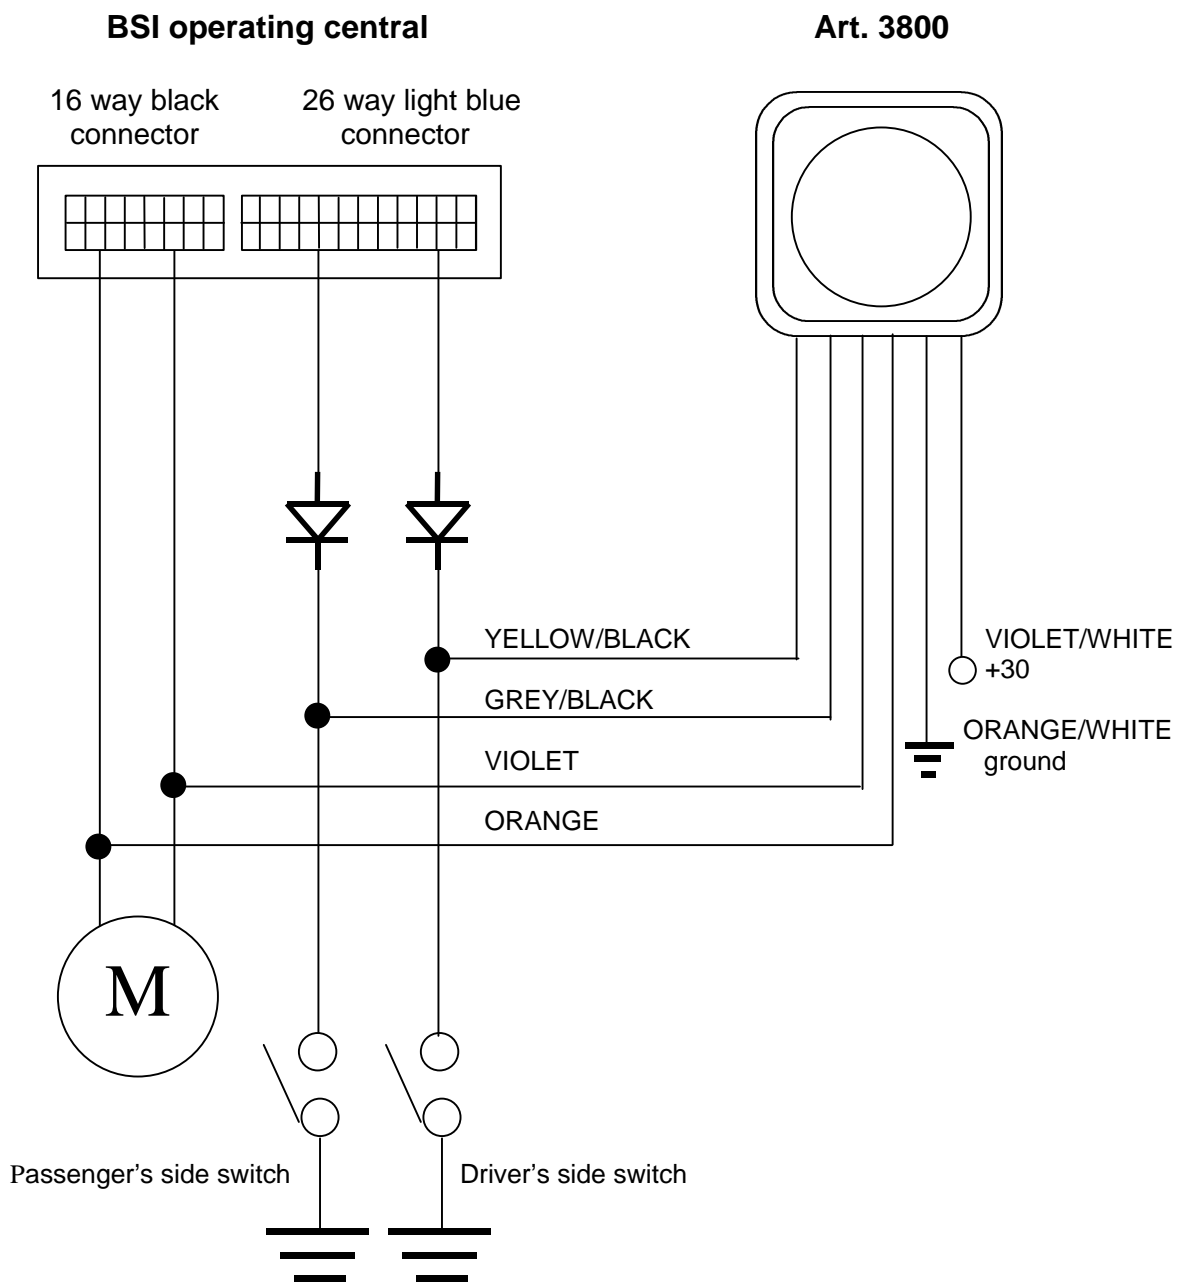 BSI operating central
Art. 3800
16 way black
connector
26 way light blue
connector
YELLOW/BLACK
VIOLET/WHITE
+30
GREY/BLACK
ORANGE/WHITE
ground
VIOLET
ORANGE
M
Passenger's side switch
Driver's side switch